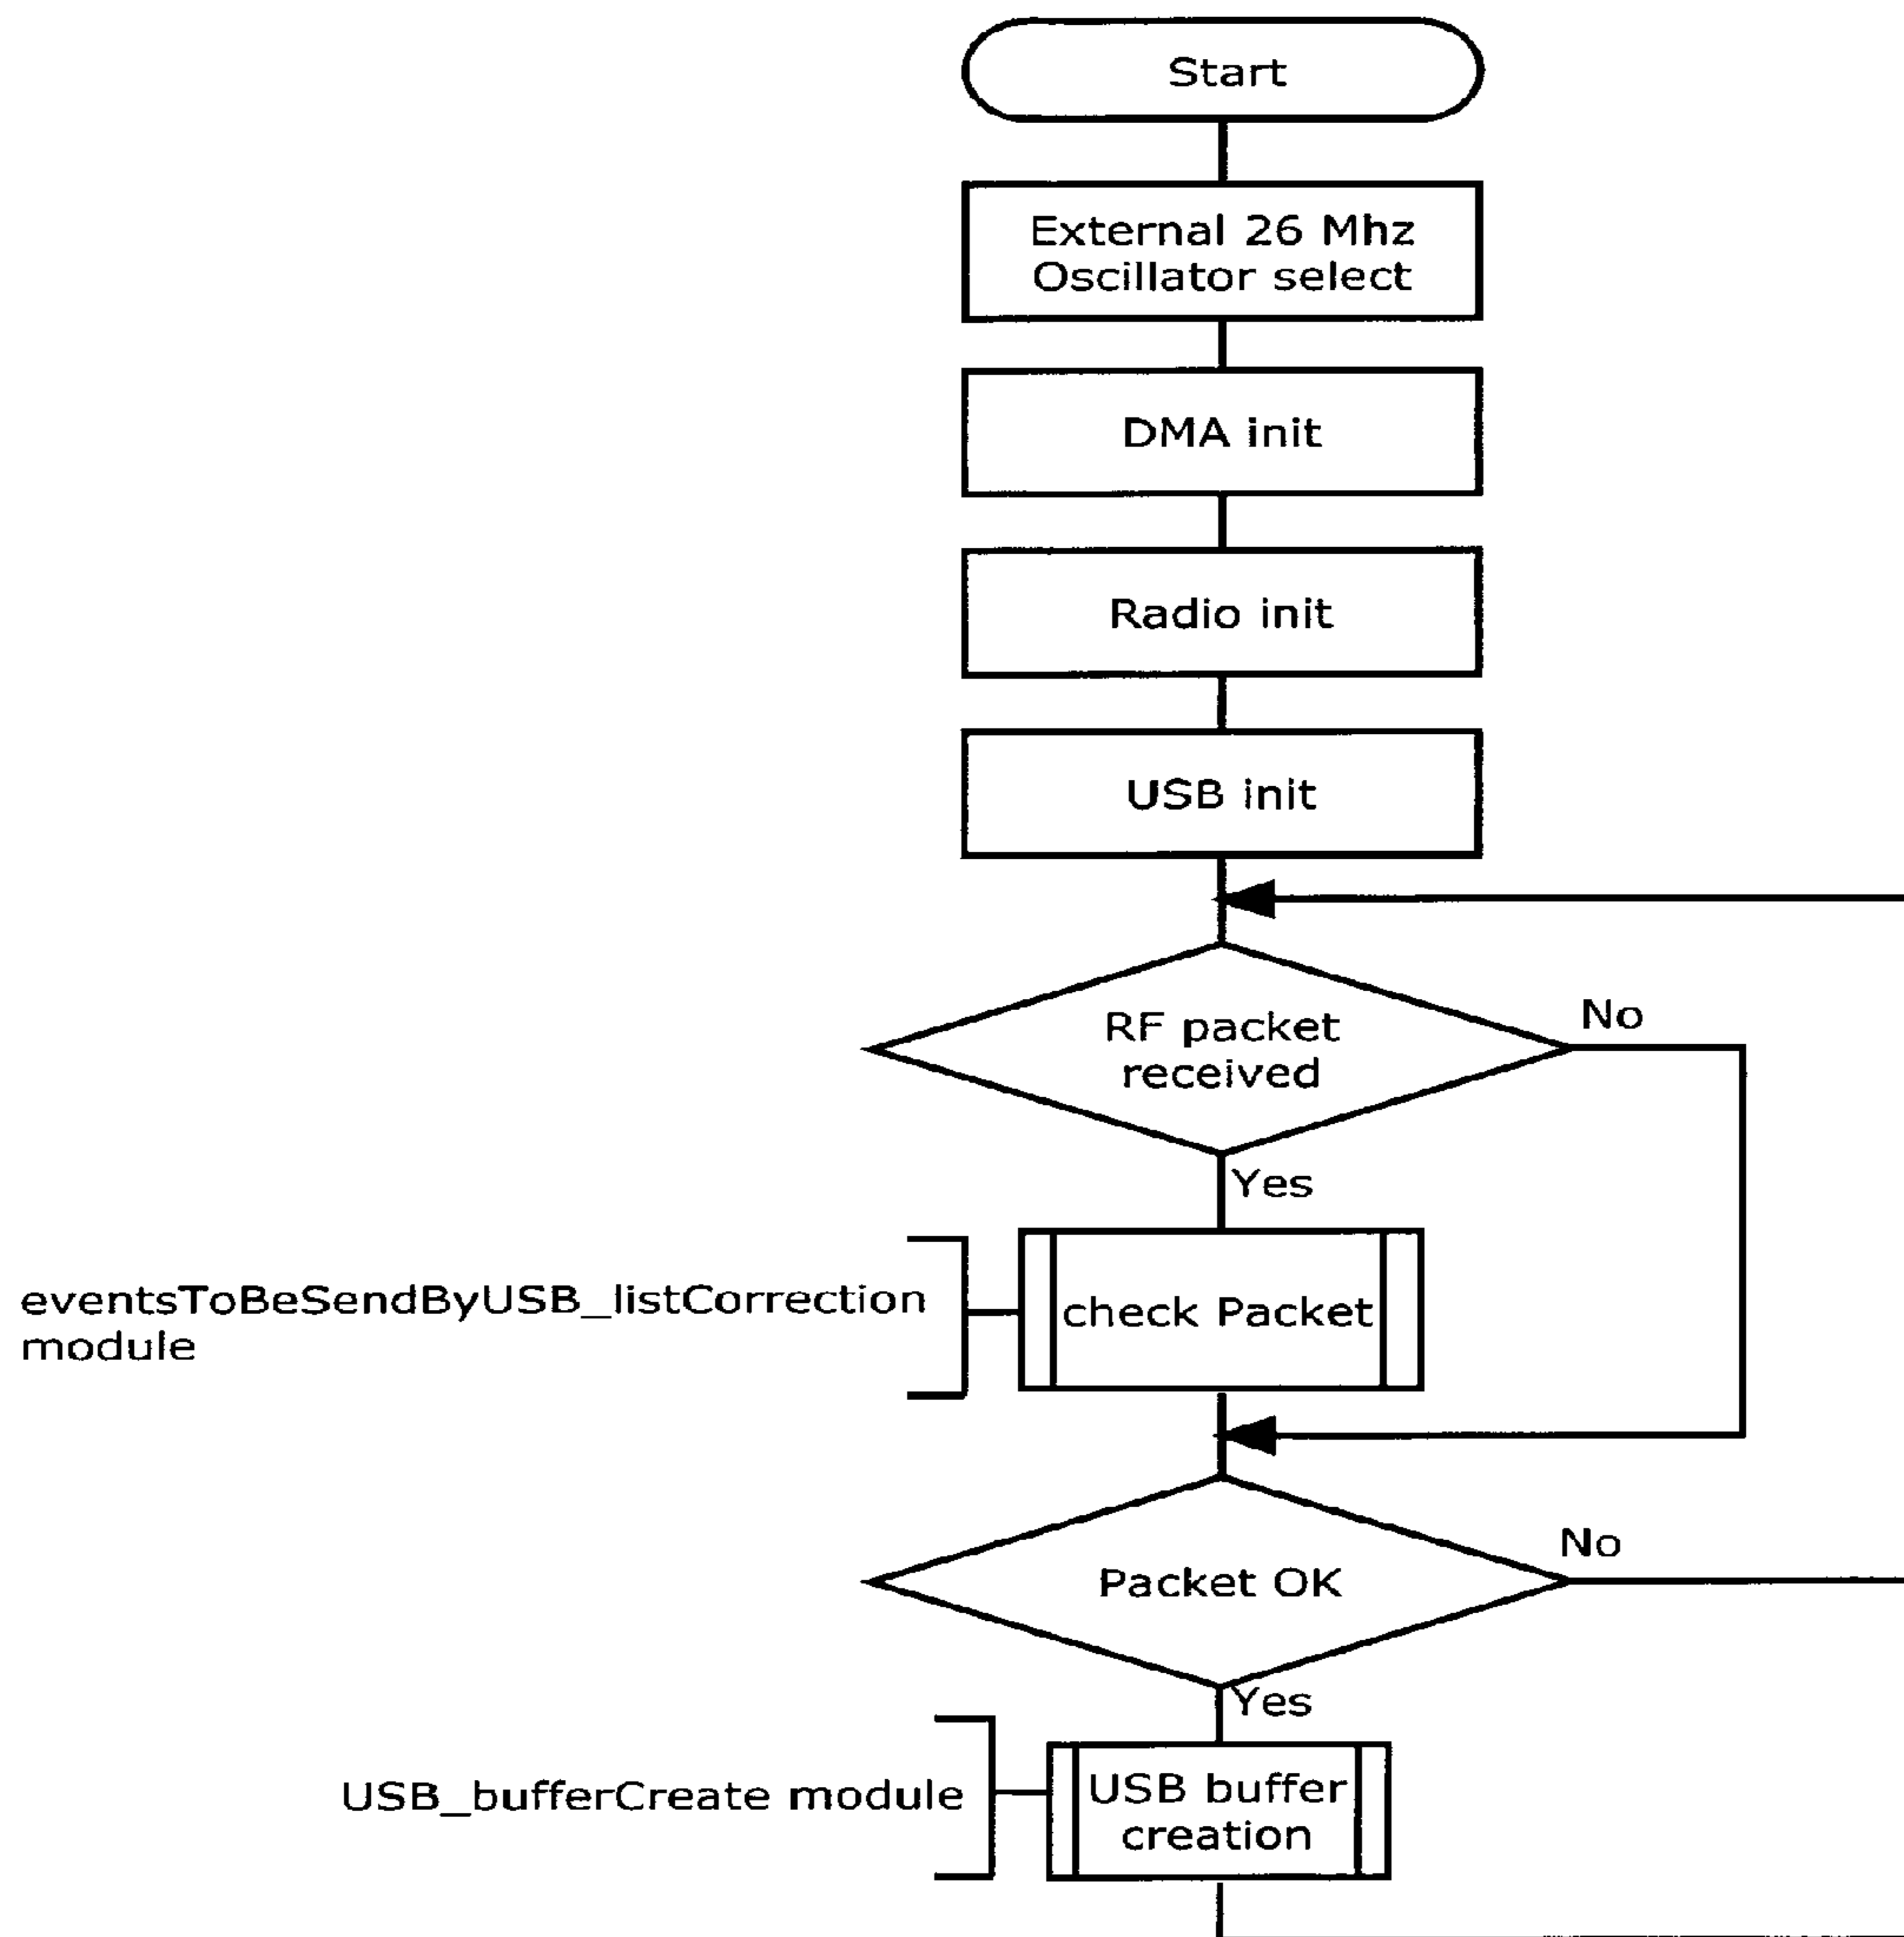 Start
External 26 Mhz
Oscillator select
DMA init
Radio init
USB init
RF packet
received
No
Yes
eventsToBeSendByUSB_listCorrection
module
check Packet
Packet OK
No
Yes
USB_bufferCreate module
USB buffer
creation